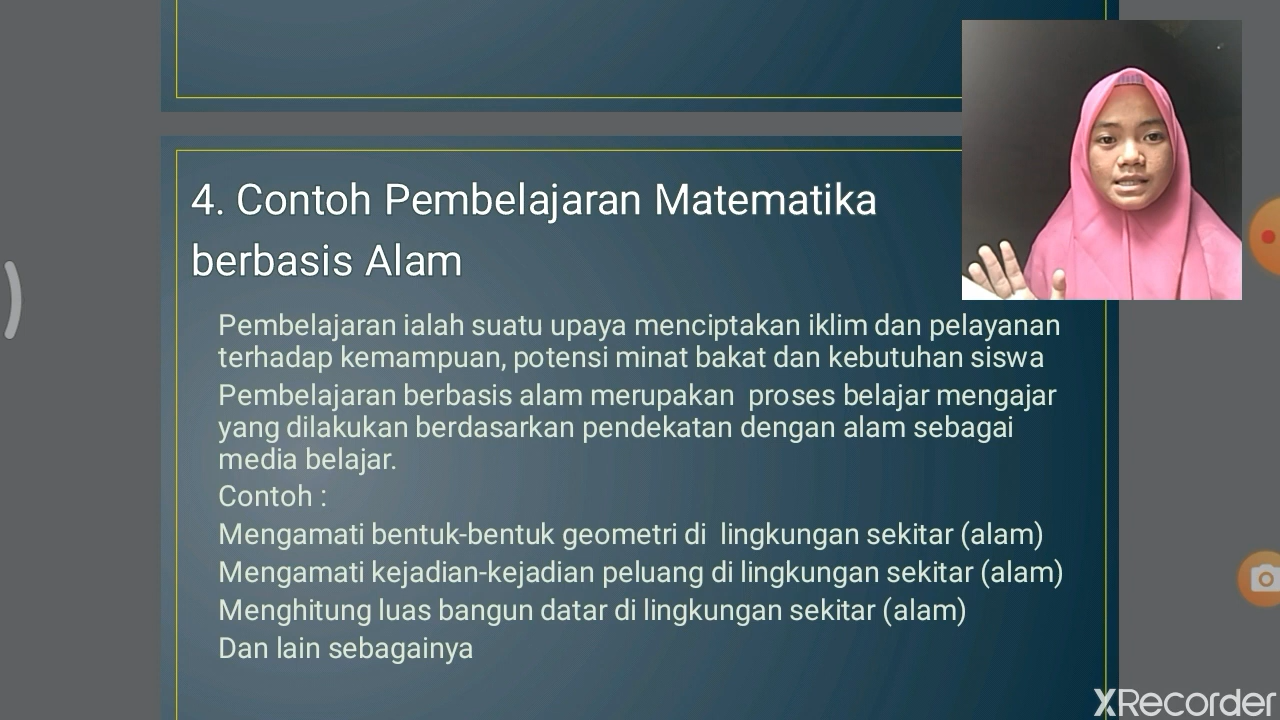 4. Contoh Pembelajaran Matematika
berbasis Alam
Pembelajaran ialah suatu upaya menciptakan iklim dan pelayanan
terhadap kemampuan, potensi minat bakat dan kebutuhan siswa
Pembelajaran berbasis alam merupakan proses belajar mengajar
yang dilakukan berdasarkan pendekatan dengan alam sebagai
media belajar.
Contoh :
Mengamati bentuk-bentuk geometri di lingkungan sekitar (alam)
Mengamati kejadian-kejadian peluang di lingkungan sekitar (alam)
Menghitung luas bangun datar di lingkungan sekitar (alam)
Dan lain sebagainya
XRecorder